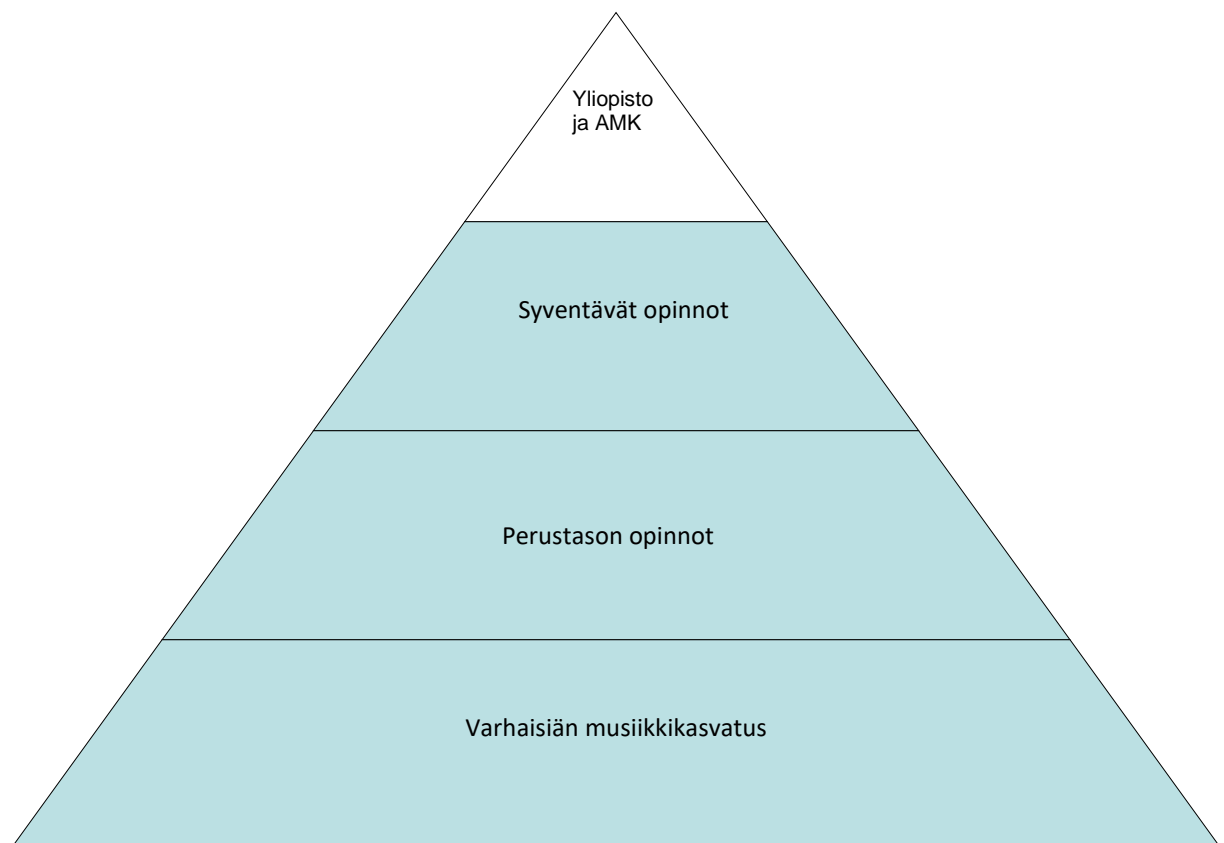 Yliopisto
ja AMK
Syventävät opinnot
Perustason opinnot
Varhaisiän musiikkikasvatus